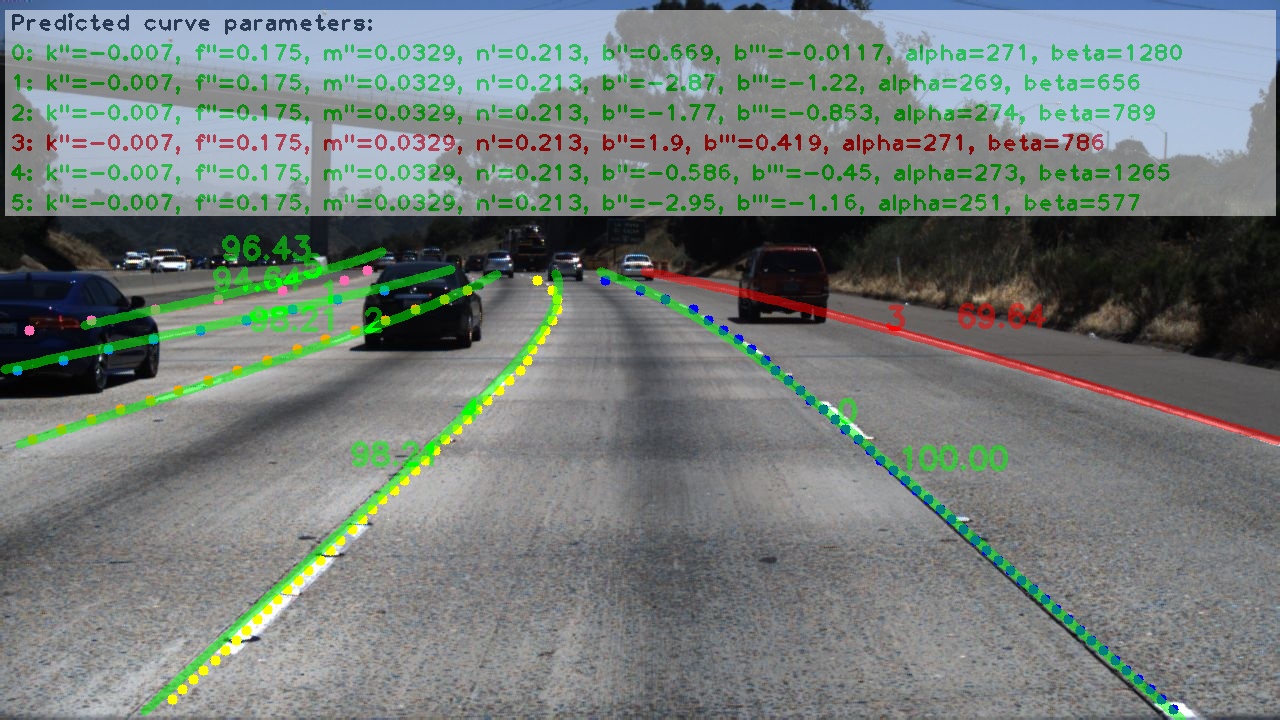 Predicted curve parameters:
0: k''=-0.007, f''=0.175, m''=0.0329, n'=0.213, b''=0.669, b'''=-0.0117, alpha=271, beta=1280
1: k''=-0.007, f''=0.175, m''=0.0329, n'=0.213, b''=-2.87, b'''=-1.22, alpha=269, beta=656
2: k''=-0.007, f''=0.175, m''=0.0329, n'=0.213, b''=-1.77, b'''=-0.853, alpha=274, beta=789
3: k''=-0.007, f''=0.175, m''=0.0329, n'=0.213, b''=1.9, b'''=0.419, alpha=271, beta=786
4: k''=-0.007, f''=0.175, m''=0.0329, n'=0.213, b''=-0.586, b'''=-0.45, alpha=273, beta=1265
5: k''=-0.007, f''=0.175, m''=0.0329, n'=0.213, b''=-2.95, b'''=-1.16, alpha=251, beta=577
96.43
94.64 5
1
98.21 2
3 69.64
0
100.00